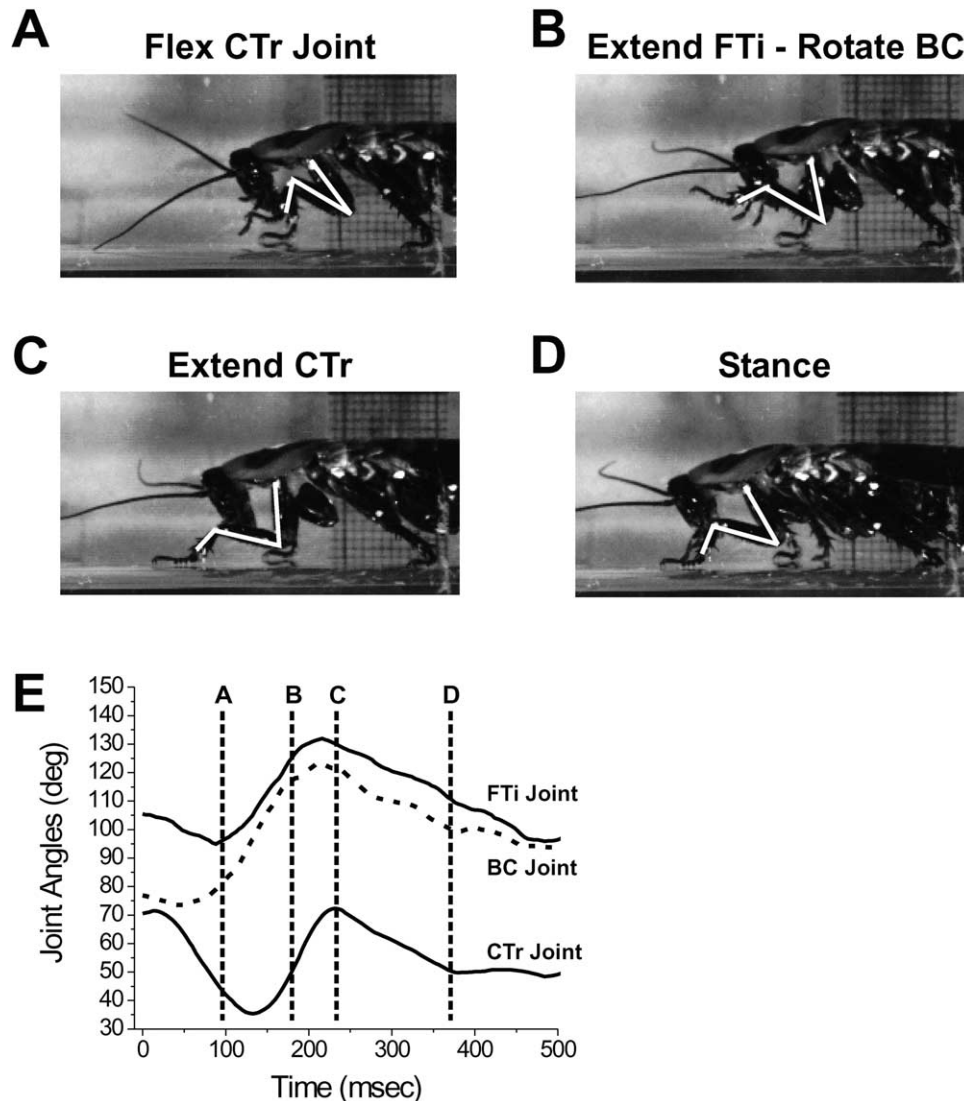 A
Flex CTr Joint
B
Extend FTi - Rotate BC
C
Extend CTr
D
Stance
E
Joint Angles (deg)
150
140
130
120
110
100
90
80
70
60
50
40
30
A
B
C
D
FTi Joint
BC Joint
CTr Joint
0
100
200
300
400
500
Time (msec)